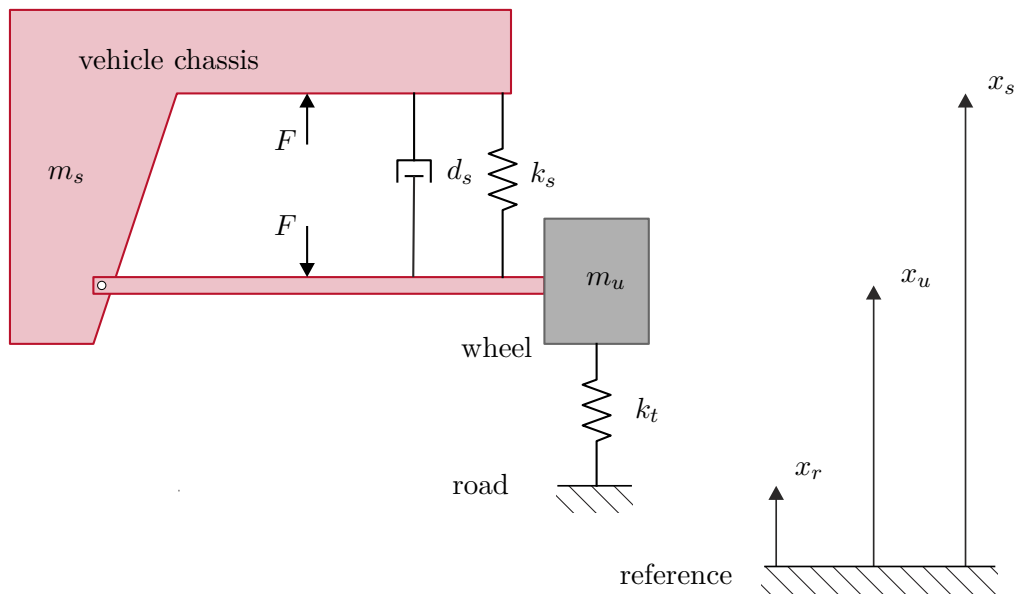 vehicle chassis
x_s
F
m_s
d_s
k_s
F
m_u
x_u
wheel
k_t
x_r
road
reference